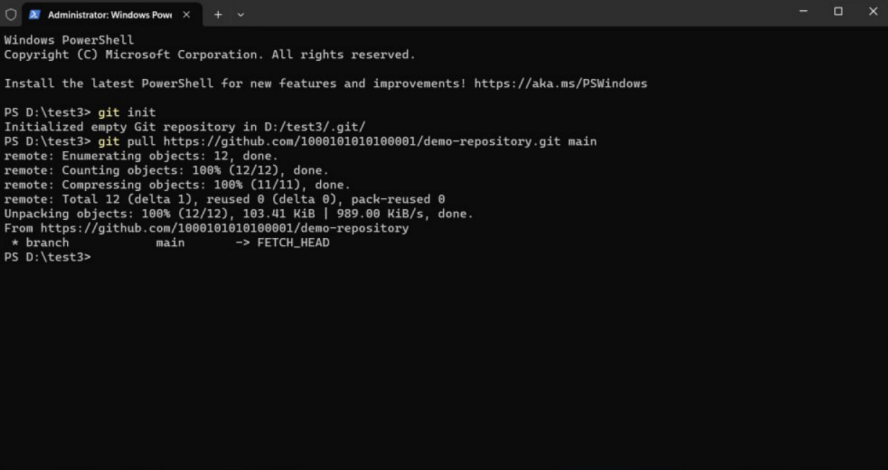 Administrator: Windows Powe
Windows PowerShell
Copyright (C) Microsoft Corporation. All rights reserved.
Install the latest PowerShell for new features and improvements! https://aka.ms/PSWindows
PS D:\test3> git init
Initialized empty Git repository in D:/test3/.git/
PS D:\test3> git pull https://github.com/1000101010100001/demo-repository.git main
remote: Enumerating objects: 12, done.
remote: Counting objects: 100% (12/12), done.
remote: Compressing objects: 100% (11/11), done.
remote: Total 12 (delta 1), reused 0 (delta 0), pack-reused 0
Unpacking objects: 100% (12/12), 103.41 KiB | 989.00 KiB/s, done.
From https://github.com/1000101010100001/demo-repository
 * branch            main       -> FETCH_HEAD
PS D:\test3>